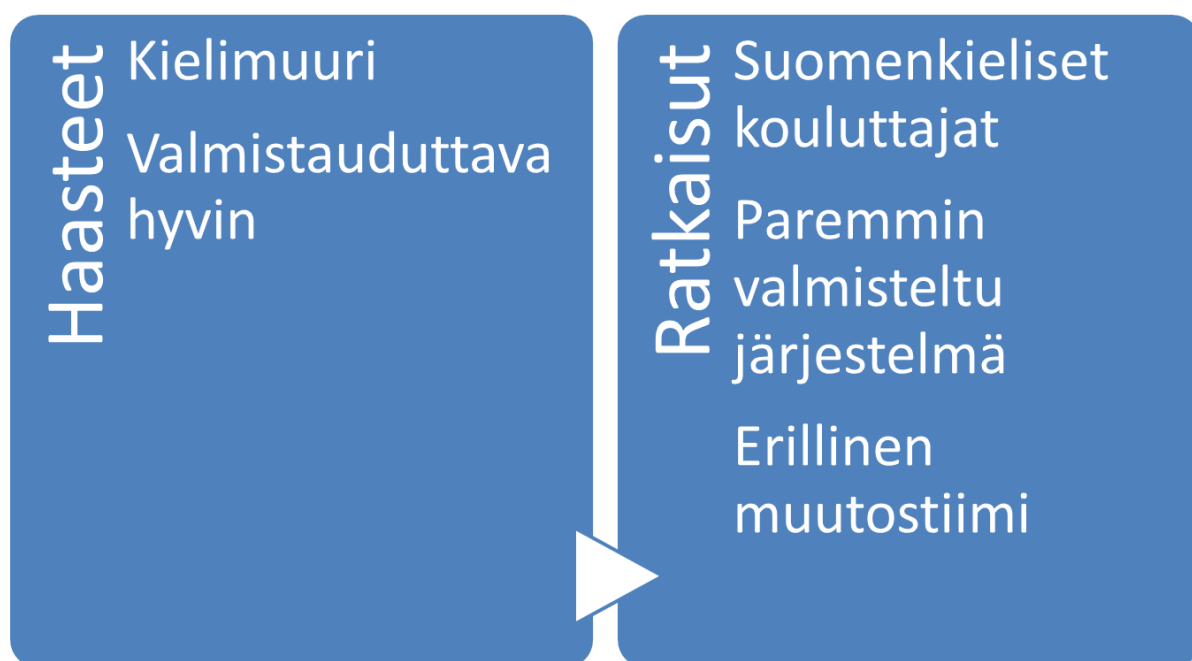 Haasteet
Kielimuuri
Valmistauduttava
hyvin
Ratkaisut
Suomenkieliset
kouluttajat
Paremmin
valmisteltu
järjestelmä
Erillinen
muutostiimi